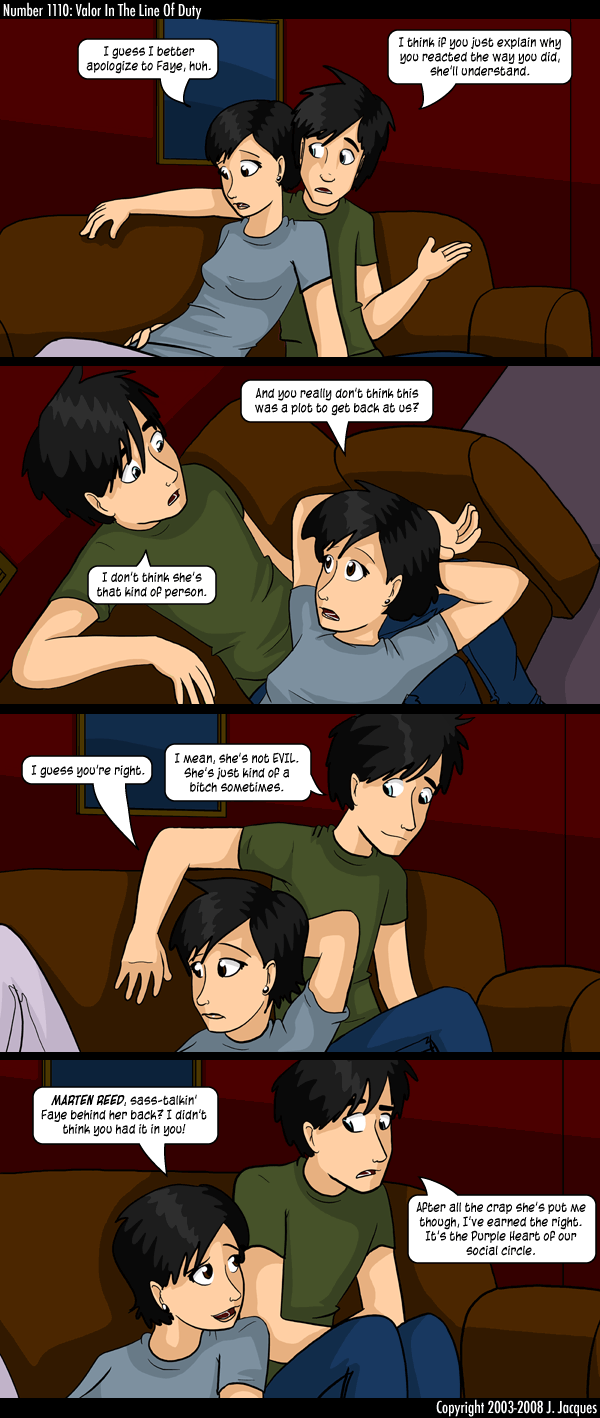 Number 1110: Valor In The Line Of Duty
I guess I better
apologize to Faye, huh.
I think if you just explain why
you reacted the way you did,
she'll understand.
And you really don't think this
was a plot to get back at us?
I don't think she's
that kind of person.
I guess you're right.
I mean, she's not EVIL.
She's just kind of a
bitch sometimes.
MARTEN REED, sass-talkin'
Faye behind her back? I didn't
think you had it in you!
After all the crap she's put me
though, I've earned the right.
It's the Purple Heart of our
social circle.
Copyright 2003-2008 J. Jacques